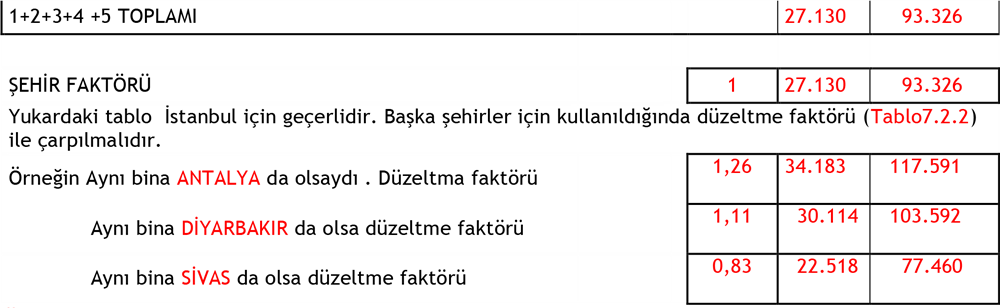 1+2+3+4 +5 TOPLAMI 27.130 93.326
ŞEHİR FAKTÖRÜ 1 27.130 93.326
Yukardaki tablo İstanbul için geçerlidir. Başka şehirler için kullanıldığında düzeltme faktörü (Tablo7.2.2)
ile çarpılmalıdır.
Örneğin Aynı bina ANTALYA da olsaydı . Düzeltma faktörü 1,26 34.183 117.591
Aynı bina DİYARBAKIR da olsa düzeltme faktörü 1,11 30.114 103.592
Aynı bina SİVAS da olsa düzeltme faktörü 0,83 22.518 77.460